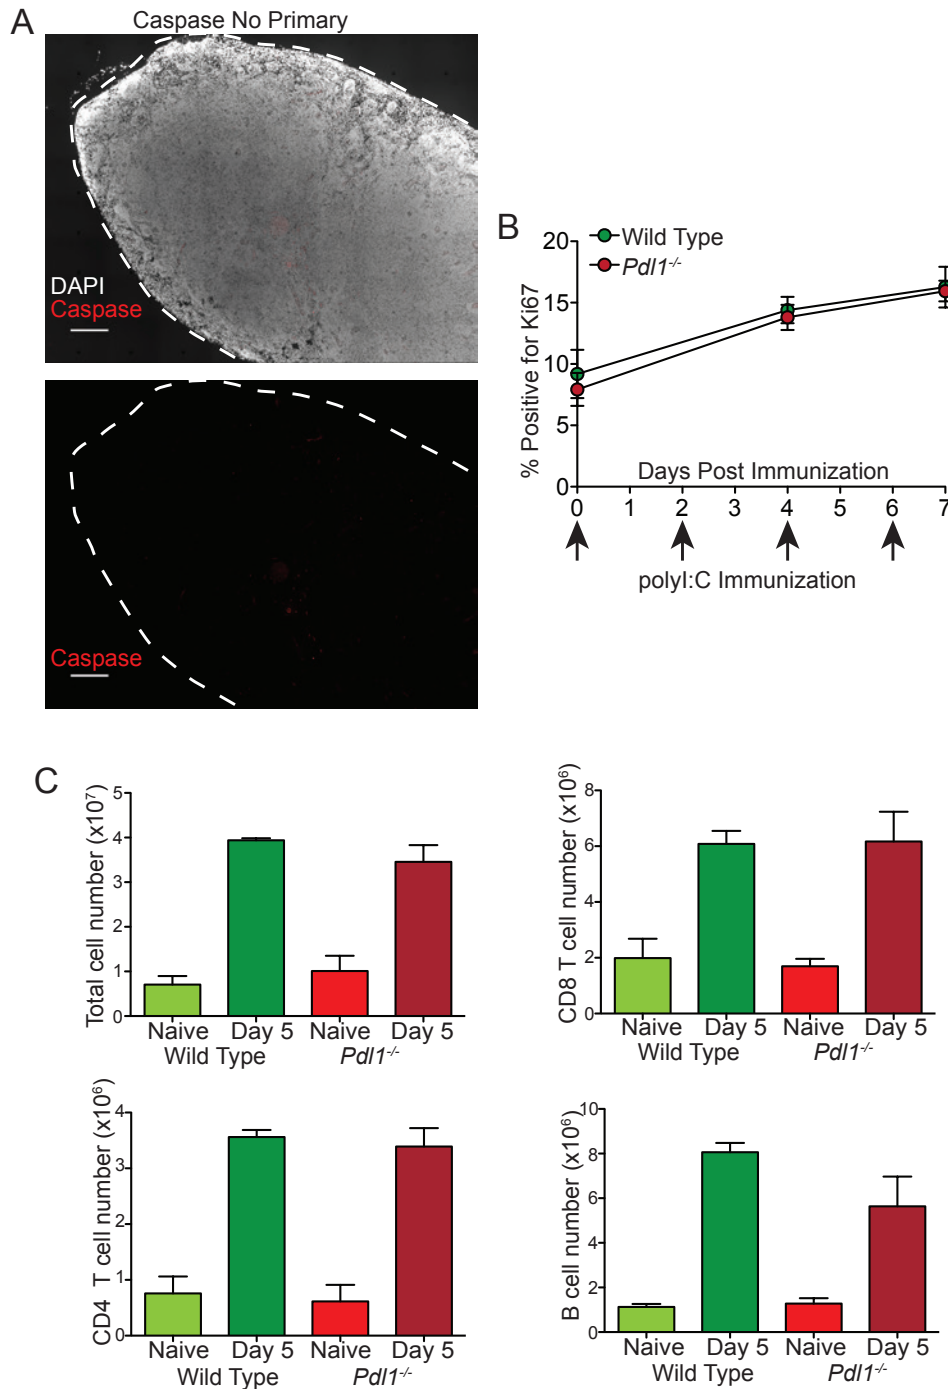 A
Caspase No Primary
DAPI
Caspase
Caspase
B
Wild Type
Pdl1-/-
% Positive for Ki67
20
15
10
5
0
Days Post Immunization
0 1 2 3 4 5 6 7
polyI:C Immunization
C
Total cell number (x10⁷)
5
4
3
2
1
0
Naive Day 5 Naive Day 5
Wild Type Pdl1-/-
CD8 T cell number (x10⁶)
8
6
4
2
0
Naive Day 5 Naive Day 5
Wild Type Pdl1-/-
CD4 T cell number (x10⁶)
4
3
2
1
0
Naive Day 5 Naive Day 5
Wild Type Pdl1-/-
B cell number (x10⁶)
10
8
6
4
2
0
Naive Day 5 Naive Day 5
Wild Type Pdl1-/-